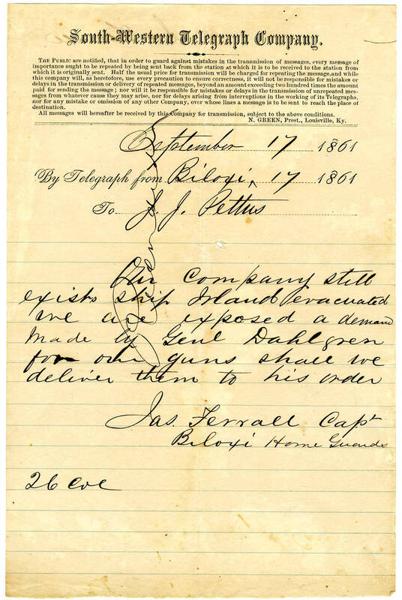 South-Western Telegraph Company.
THE PUBLIC are notified, that in order to guard against mistakes in the transmission of messages, every message of
importance ought to be repeated by being sent back from the station at which it is to be received to the station from
which it is originally sent. Half the usual price for transmission will be charged for repeating the message, and while
this company will, as heretofore, use every precaution to ensure correctness, it will not be responsible for mistakes or
delays in the transmission or delivery of repeated messages, beyond an amount exceeding two hundred times the amount
paid for sending the message; nor will it be responsible for mistakes or delays in the transmission of unrepeated mes-
sages from whatever cause they may arise, nor for delays arising from interruptions in the working of its Telegraphs,
nor for any mistake or omission of any other Company, over whose lines a message is to be sent to reach the place of
destination.
All messages will hereafter be received by this company for transmission, subject to the above conditions.
N. GREEN, Prest., Louisville, Ky.
September 17 1861
By Telegraph from Biloxi, 17 1861
To J. J. Pettus
Our Company still
exists ship Island evacuated
we are exposed a demand
made by Genl Dahlgren
for our guns shall we
deliver them to his order
Jas. Ferrall Capt
Biloxi Home Guards
26